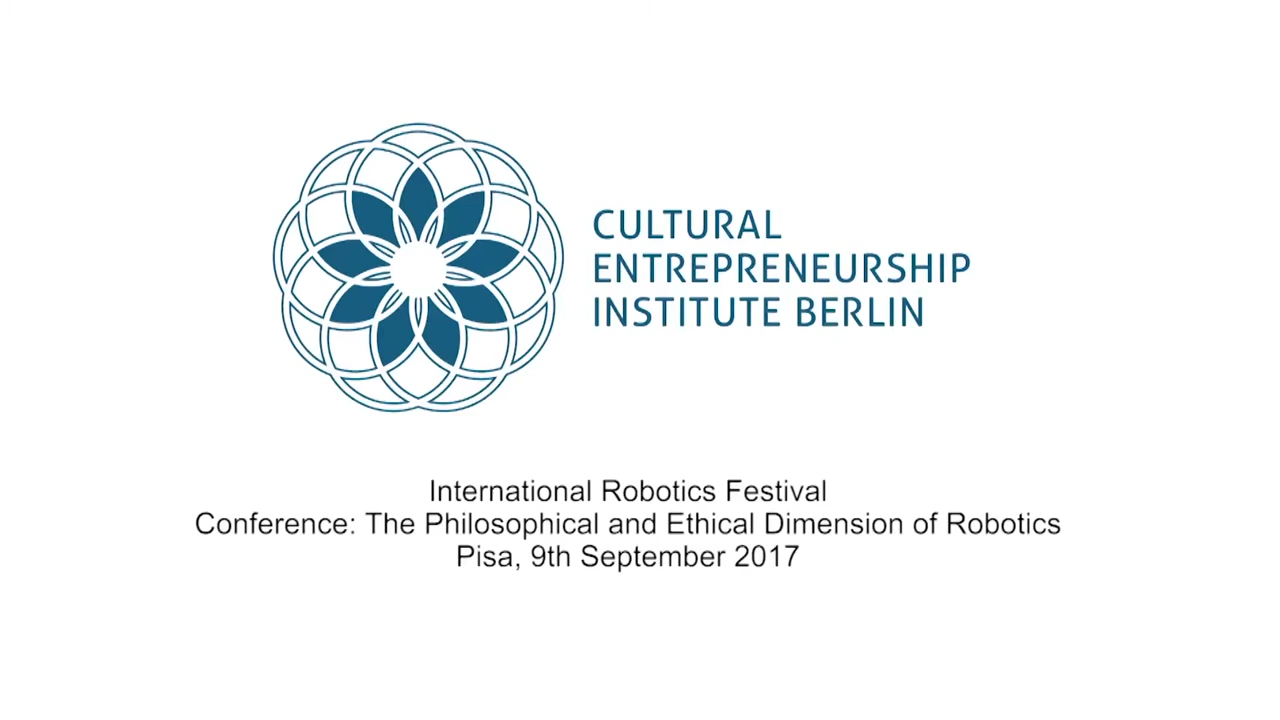 CULTURAL
ENTREPRENEURSHIP
INSTITUTE BERLIN
International Robotics Festival
Conference: The Philosophical and Ethical Dimension of Robotics
Pisa, 9th September 2017